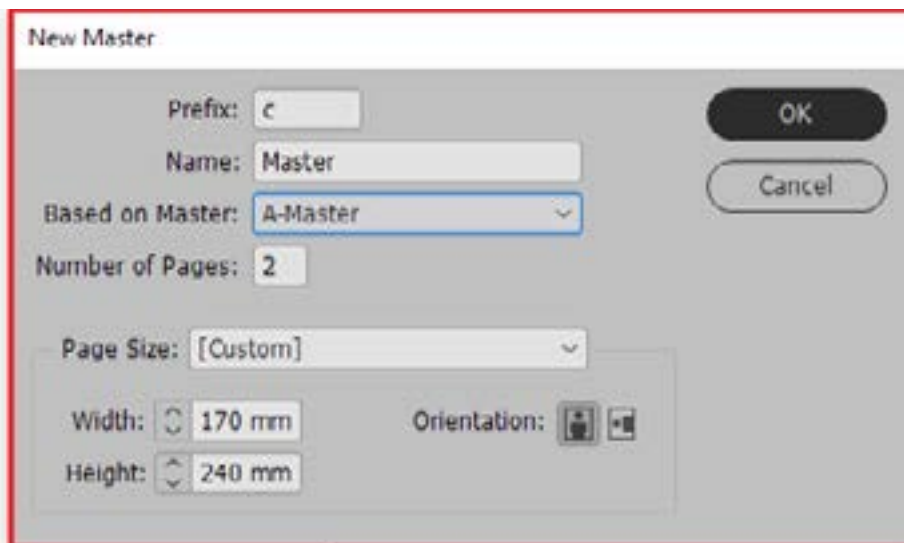 New Master
Prefix: c
OK
Name: Master
Cancel
Based on Master: A-Master
Number of Pages: 2
Page Size: [Custom]
Width: 170 mm
Orientation:
Height: 240 mm